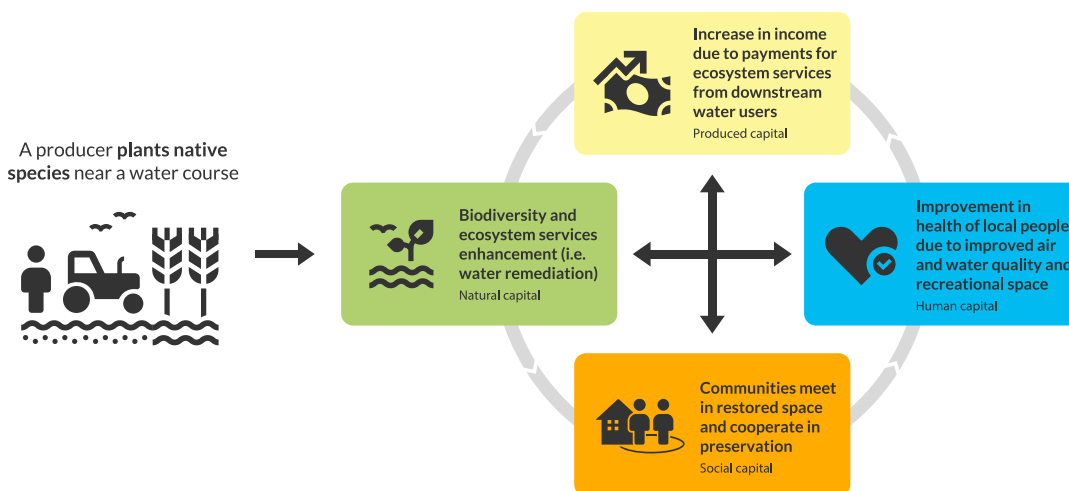 A producer plants native
species near a water course
Increase in income
due to payments for
ecosystem services
from downstream
water users
Produced capital
Biodiversity and
ecosystem services
enhancement (i.e.
water remediation)
Natural capital
Improvement in
health of local people
due to improved air
and water quality and
recreational space
Human capital
Communities meet
in restored space
and cooperate in
preservation
Social capital